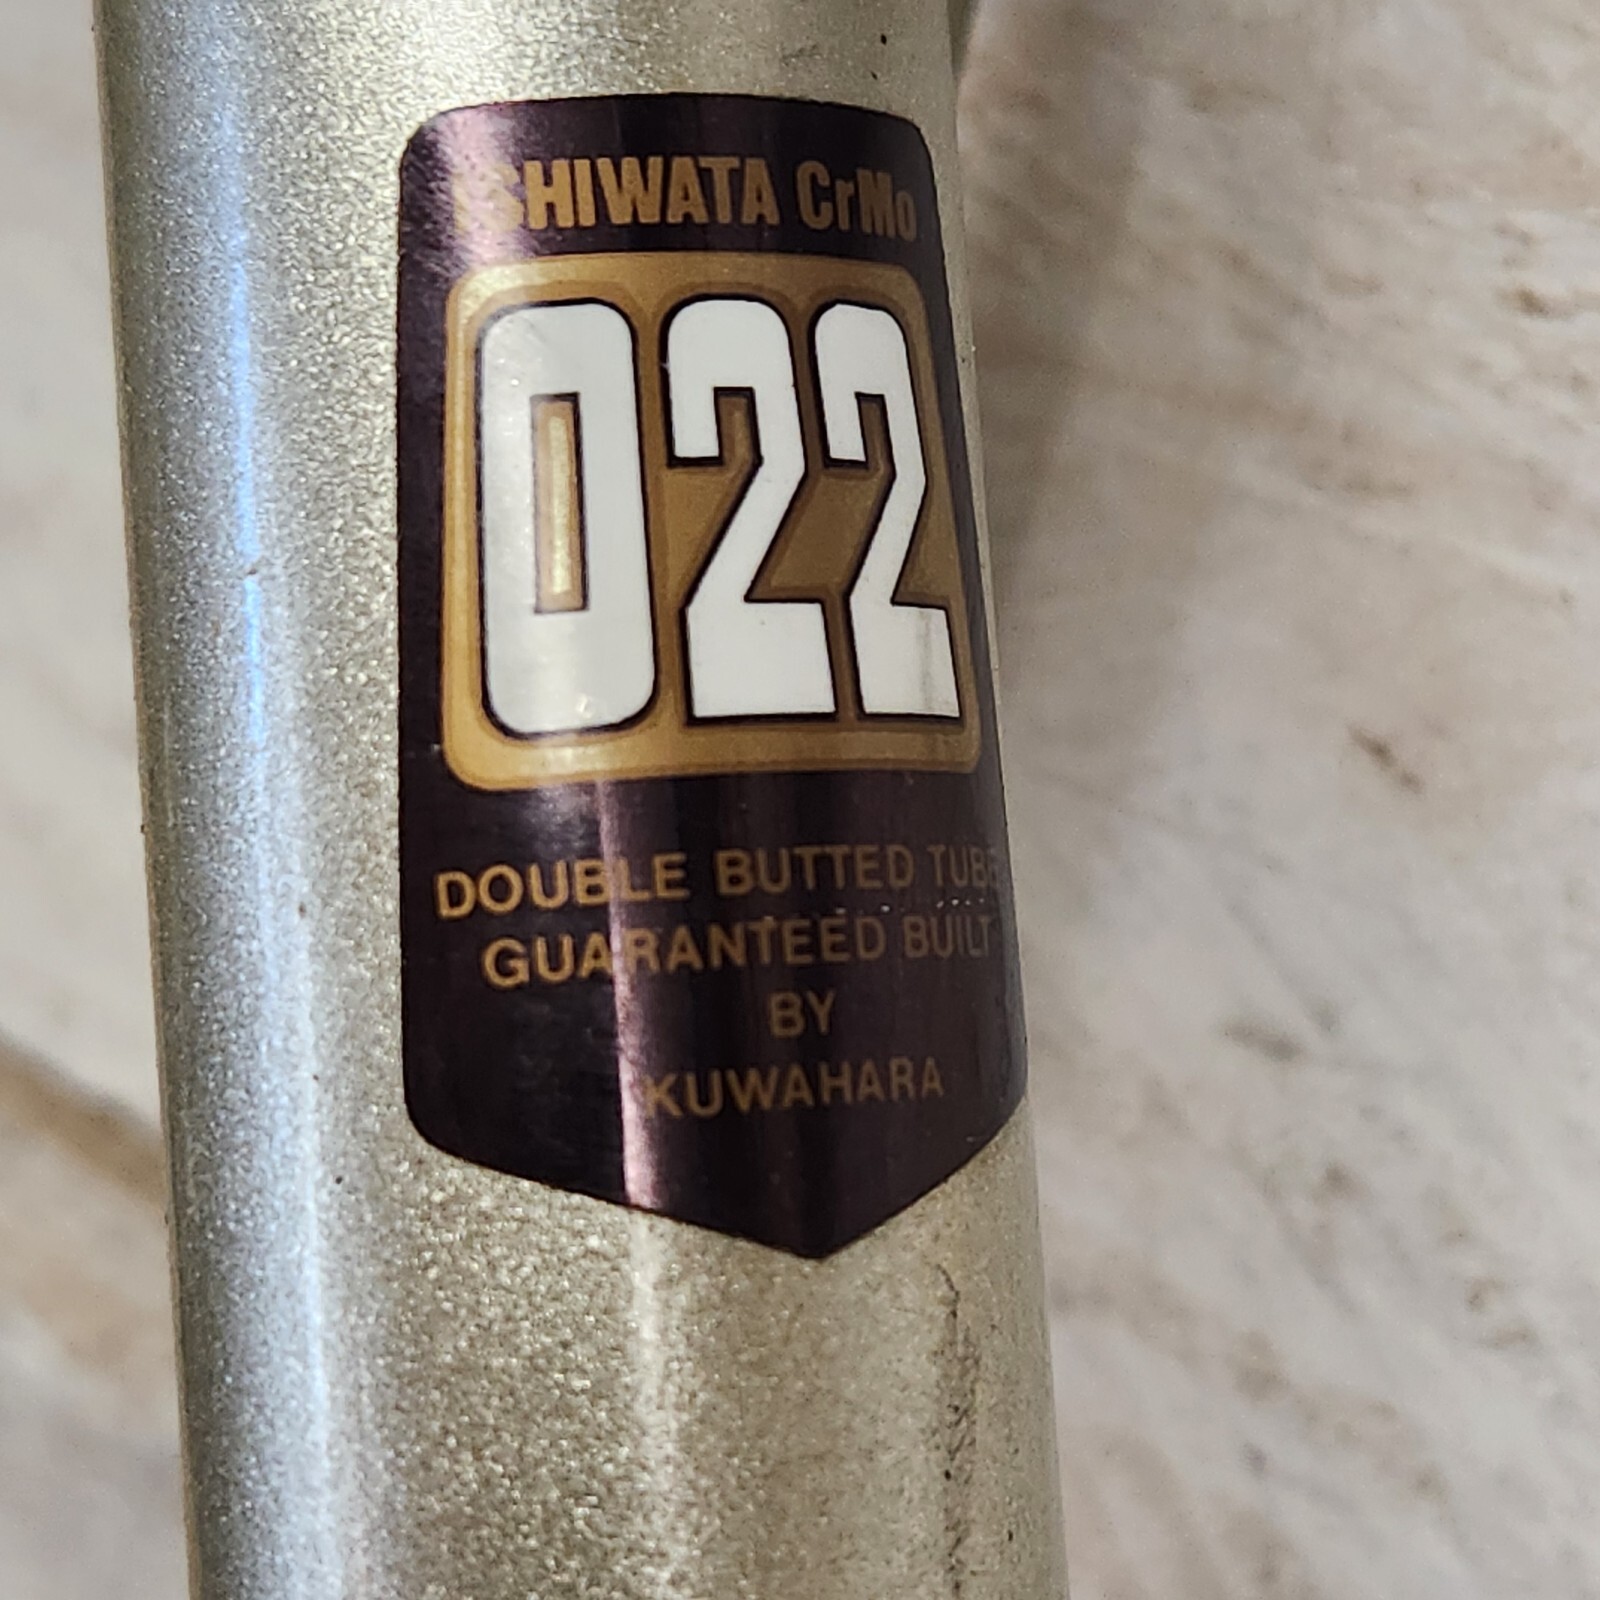 ISHIWATA CrMo
022
DOUBLE BUTTED TUBE
GUARANTEED BUILT
BY
KUWAHARA